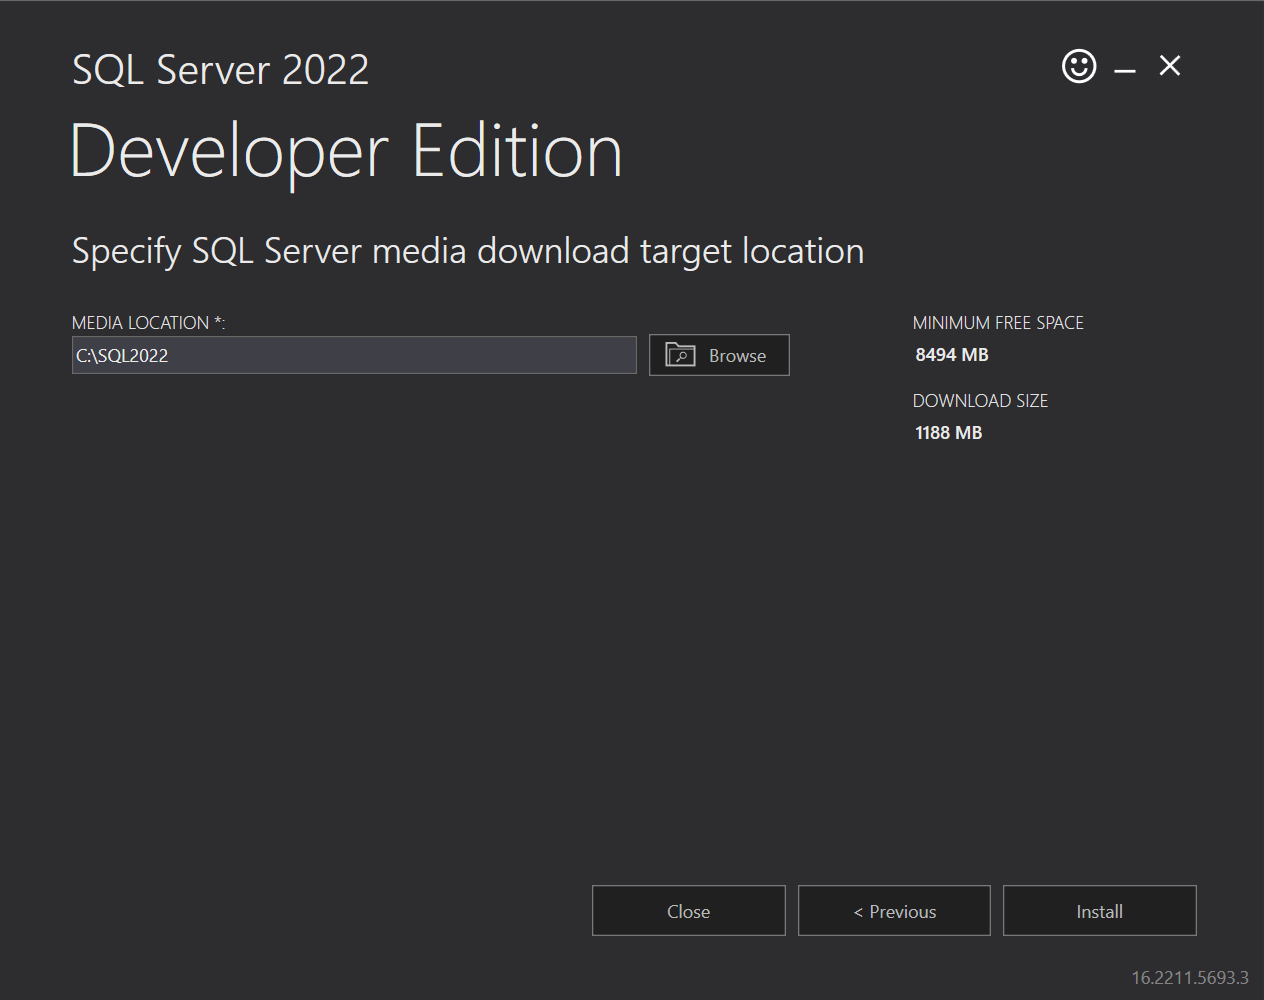 SQL Server 2022
Developer Edition
Specify SQL Server media download target location
MEDIA LOCATION *:
C:\SQL2022
Browse
MINIMUM FREE SPACE
8494 MB
DOWNLOAD SIZE
1188 MB
Close
< Previous
Install
16.2211.5693.3